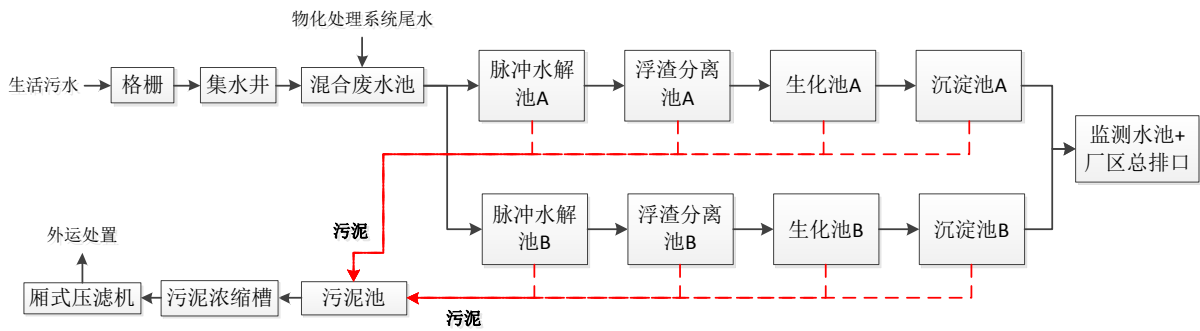 物化处理系统尾水
生活污水
格栅
集水井
混合废水池
脉冲水解
池A
浮渣分离
池A
生化池A
沉淀池A
监测水池+
厂区总排口
脉冲水解
池B
浮渣分离
池B
生化池B
沉淀池B
污泥
外运处置
厢式压滤机
污泥浓缩槽
污泥池
污泥